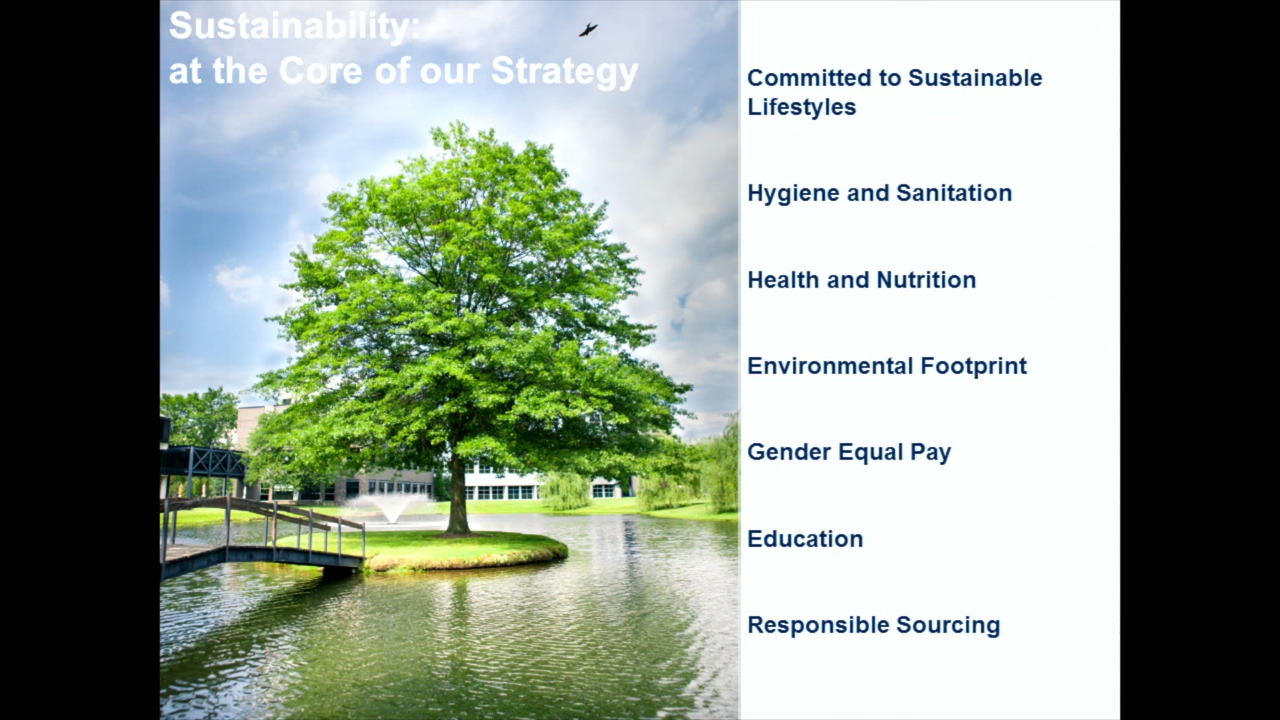 Sustainability:
at the Core of our Strategy
Committed to Sustainable
Lifestyles
Hygiene and Sanitation
Health and Nutrition
Environmental Footprint
Gender Equal Pay
Education
Responsible Sourcing